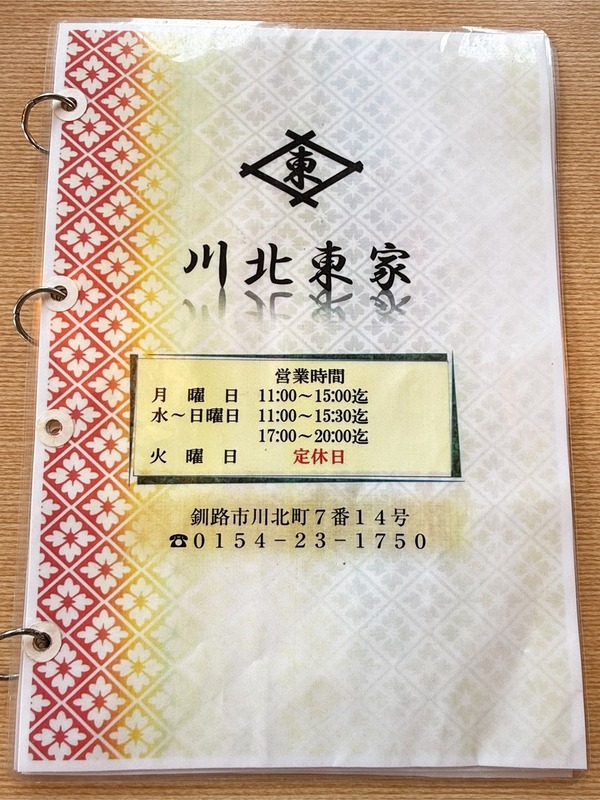 東
川北東家
営業時間
月曜日 11:00～15:00迄
水～日曜日 11:00～15:30迄
17:00～20:00迄
火曜日 定休日
釧路市川北町７番１４号
☎０１５４－２３－１７５０